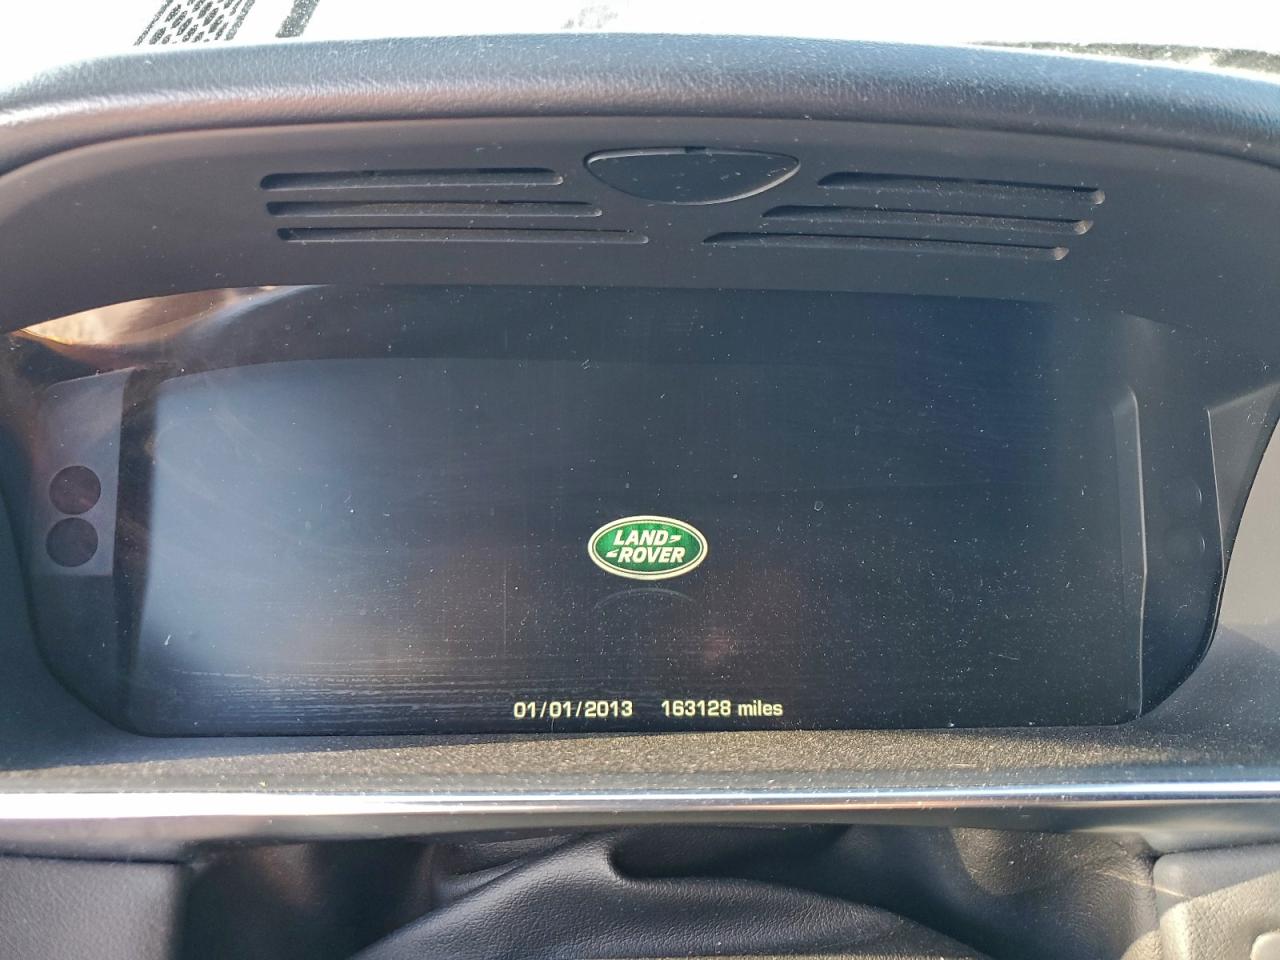 LAND-
-ROVER
01/01/2013 163128 miles